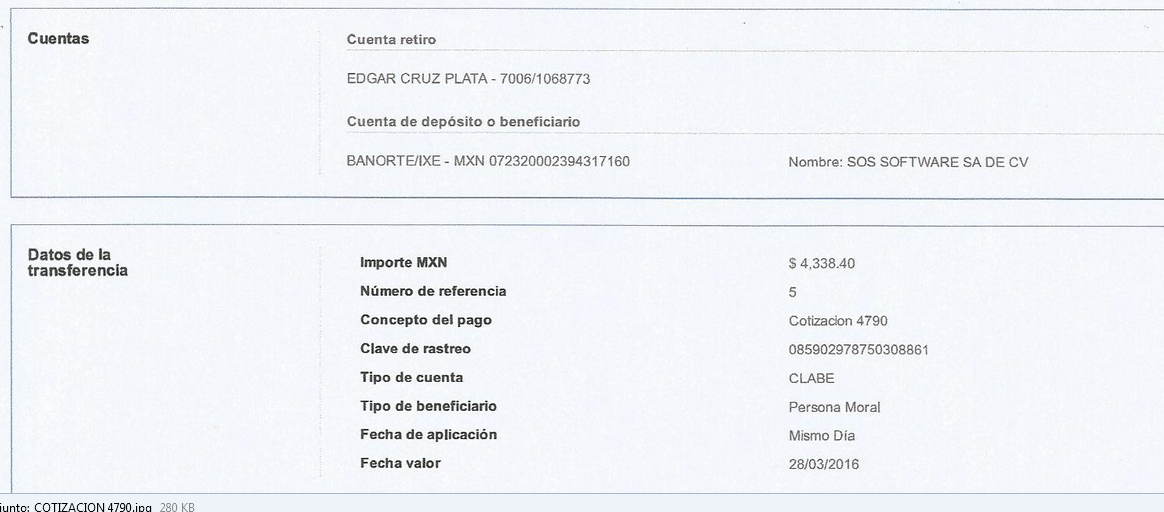 Cuentas
Cuenta retiro
EDGAR CRUZ PLATA - 7006/1068773
Cuenta de depósito o beneficiario
BANORTE/IXE - MXN 072320002394317160 Nombre: SOS SOFTWARE SA DE CV
Datos de la
transferencia
Importe MXN $ 4,338.40
Número de referencia 5
Concepto del pago Cotizacion 4790
Clave de rastreo 085902978750308861
Tipo de cuenta CLABE
Tipo de beneficiario Persona Moral
Fecha de aplicación Mismo Día
Fecha valor 28/03/2016
junto: COTIZACION 4790.jpg 280 KB